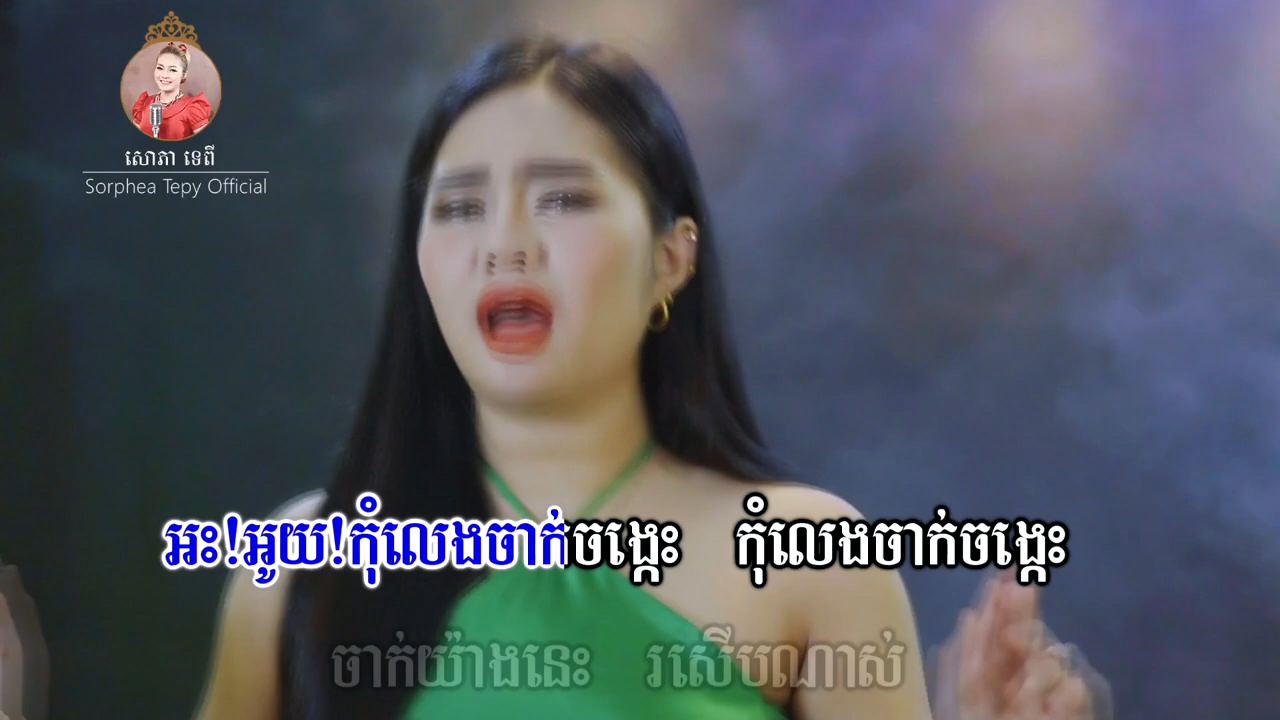 សោភា ទេពី
Sorphea Tepy Official
អះ!អូយ!កុំលេងចាក់ចង្កេះ កុំលេងចាក់ចង្កេះ
ចាក់យ៉ាងនេះ រសើបណាស់